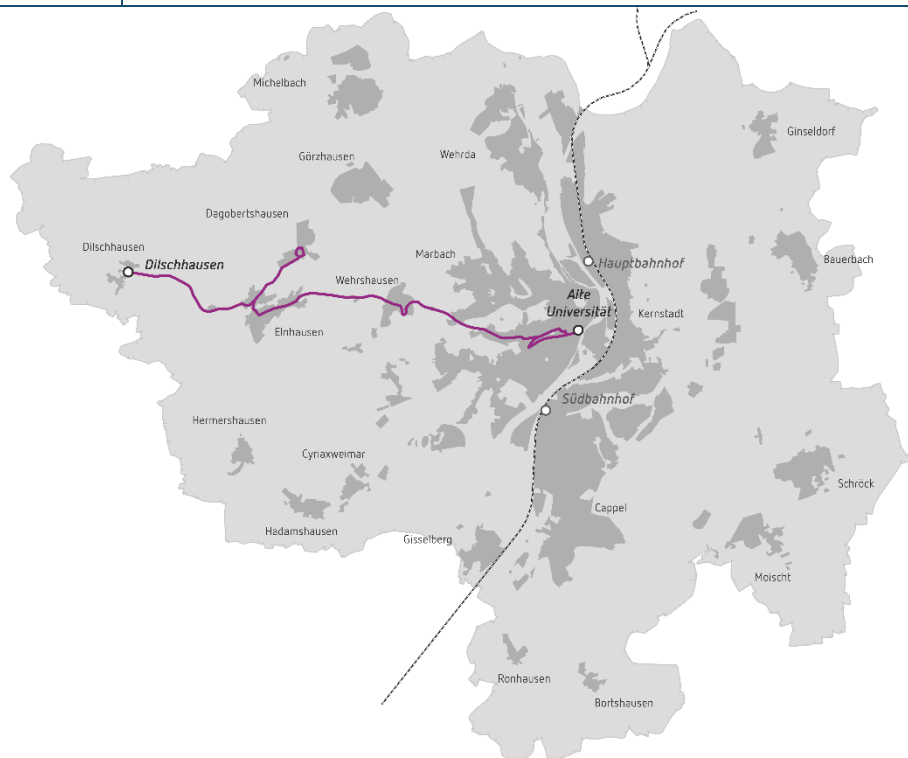 Michelbach
Ginseldorf
Görzhausen
Wehrda
Dagobertshausen
Dilschhausen
Dilschhausen
Marbach
Hauptbahnhof
Bauerbach
Wehrshausen
Alte
Universität
Kernstadt
Elnhausen
Südbahnhof
Hermershausen
Cyriaxweimar
Schröck
Cappel
Hadamshausen
Gisselberg
Moischt
Ronhausen
Bortshausen